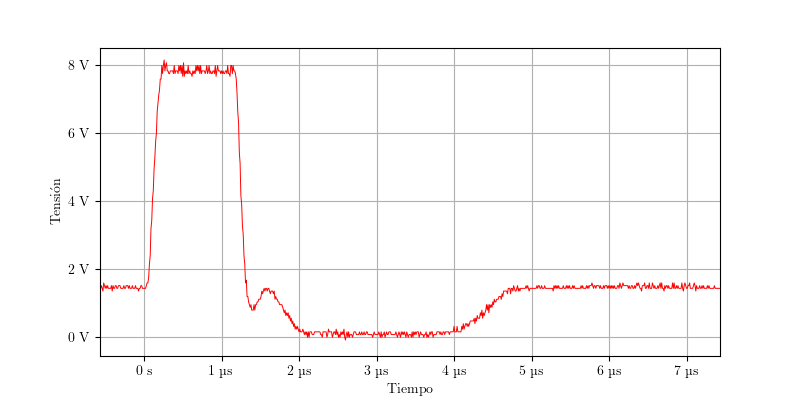 8 V
6 V
4 V
2 V
0 V
Tensión
0 s
1 µs
2 µs
3 µs
4 µs
5 µs
6 µs
7 µs
Tiempo